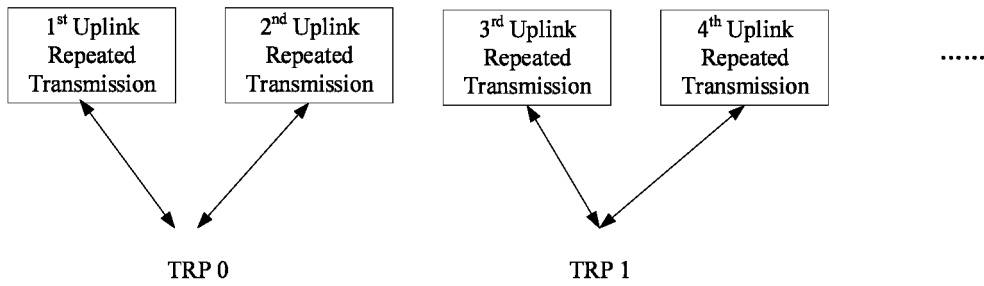 1st Uplink
Repeated
Transmission
2nd Uplink
Repeated
Transmission
3rd Uplink
Repeated
Transmission
4th Uplink
Repeated
Transmission
......
TRP 0
TRP 1